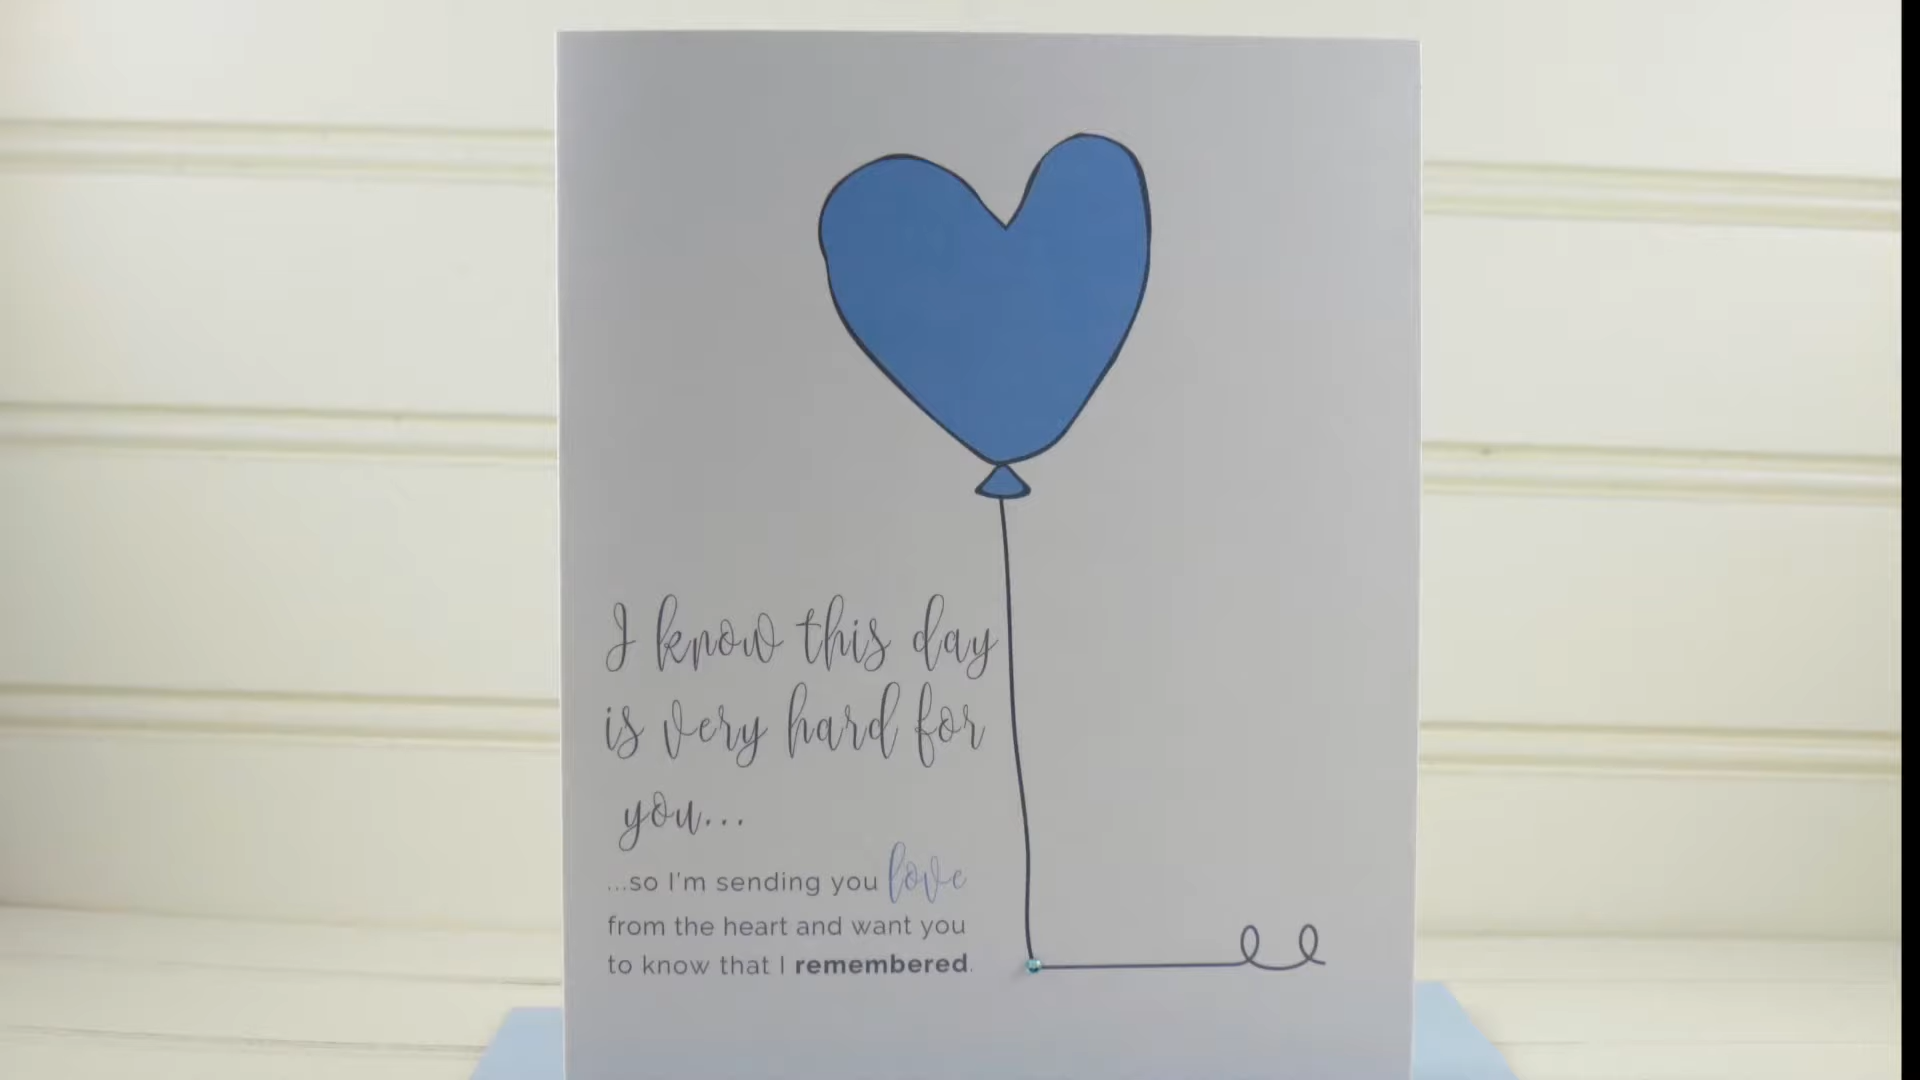 I know this day
is very hard for
you...
...so I'm sending you love
from the heart and want you
to know that I remembered.